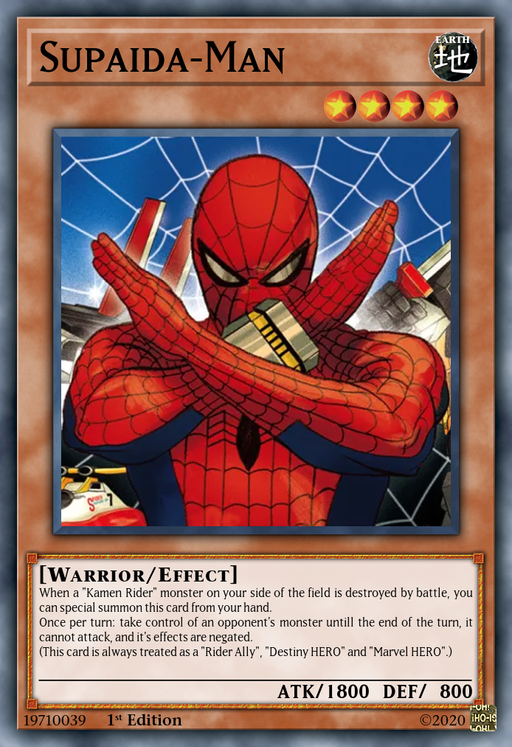 Supaida-Man
EARTH
地
[Warrior/Effect]
When a "Kamen Rider" monster on your side of the field is destroyed by battle, you
can special summon this card from your hand.
Once per turn: take control of an opponent's monster untill the end of the turn, it
cannot attack, and it's effects are negated.
(This card is always treated as a "Rider Ally", "Destiny HERO" and "Marvel HERO".)
ATK/1800 DEF/ 800
19710039 1st Edition ©2020